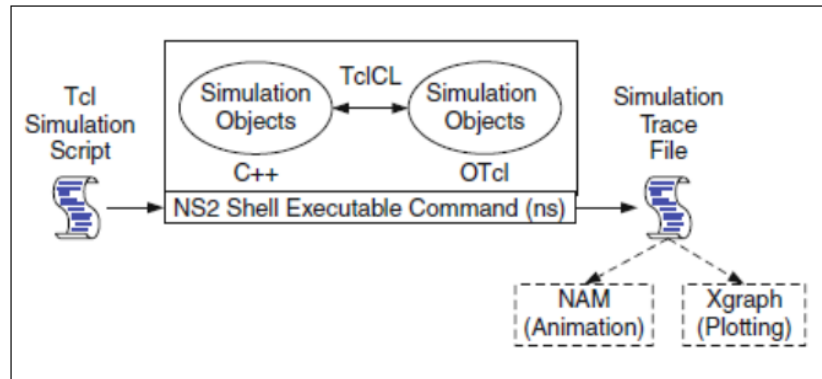 Tcl
Simulation
Script
Simulation
Objects
C++
TclCL
Simulation
Objects
OTcl
NS2 Shell Executable Command (ns)
Simulation
Trace
File
NAM
(Animation)
Xgraph
(Plotting)